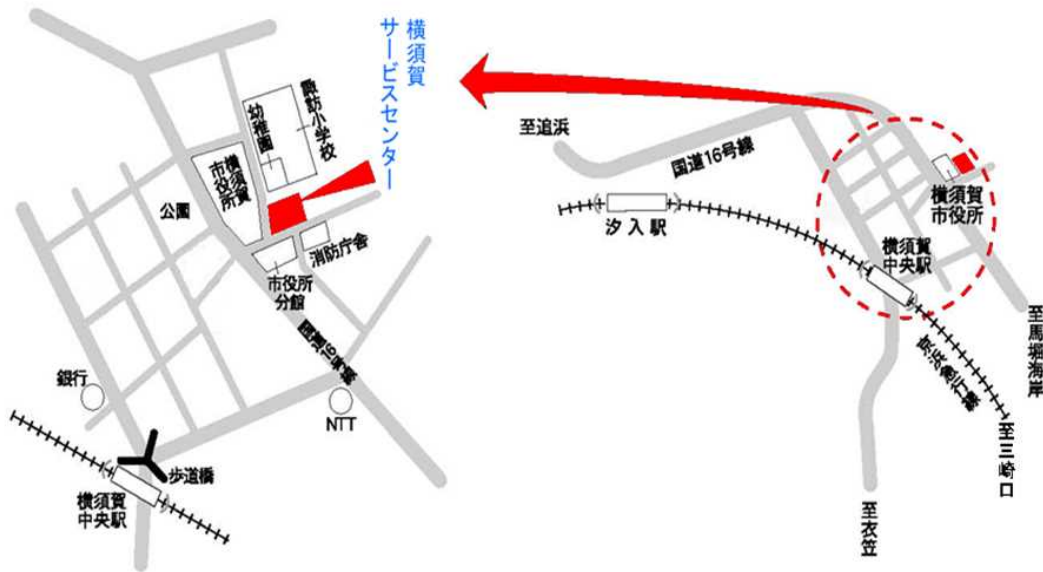 横須賀
サービスセンター
諏訪小学校
幼稚園
横須賀
市役所
公園
消防庁舎
市役所
分館
国道16号線
銀行
NTT
歩道橋
横須賀
中央駅
至追浜
国道16号線
汐入駅
横須賀
市役所
横須賀
中央駅
京浜急行線
至馬堀海岸
至三崎口
至衣笠